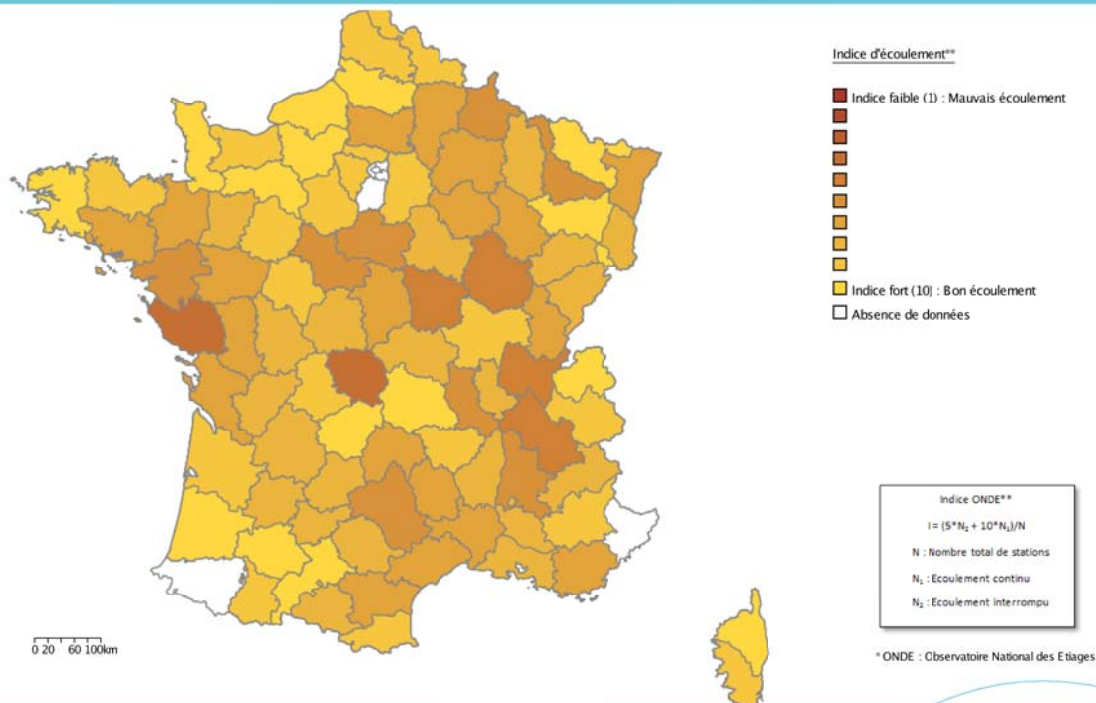 Indice d'écoulement**
Indice faible (1) : Mauvais écoulement
Indice fort (10) : Bon écoulement
Absence de données
Indice ONDE**
I = (5*N₂ + 10*N₁)/N
N : Nombre total de stations
N₁ : Ecoulement continu
N₂ : Ecoulement interrompu
0 20 60 100km
* ONDE : Observatoire National des Etiages